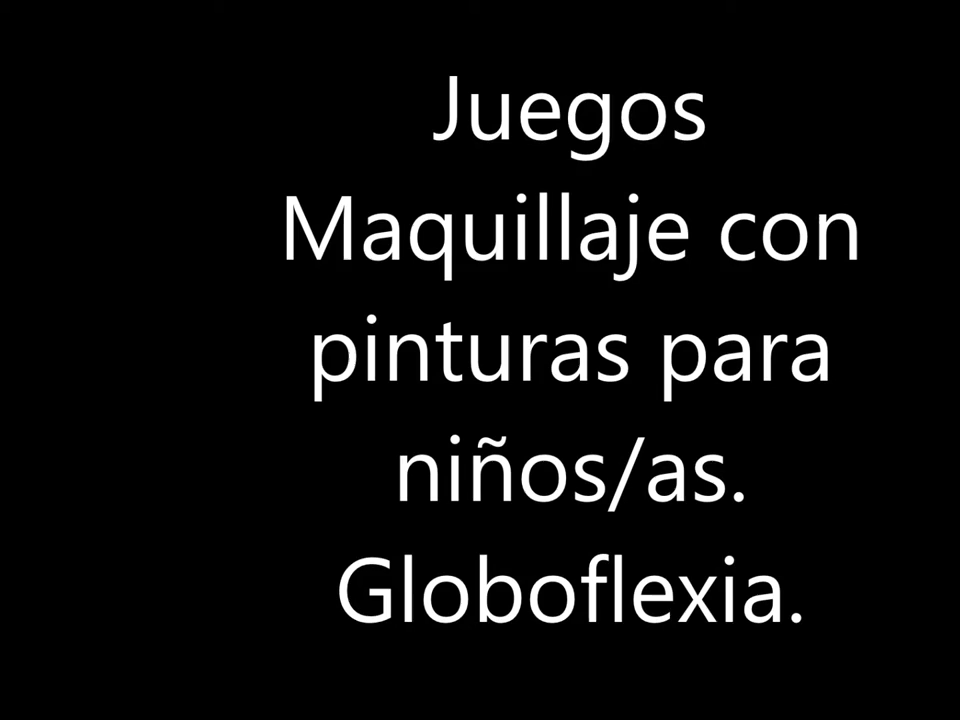 Juegos
Maquillaje con
pinturas para
niños/as.
Globoflexia.